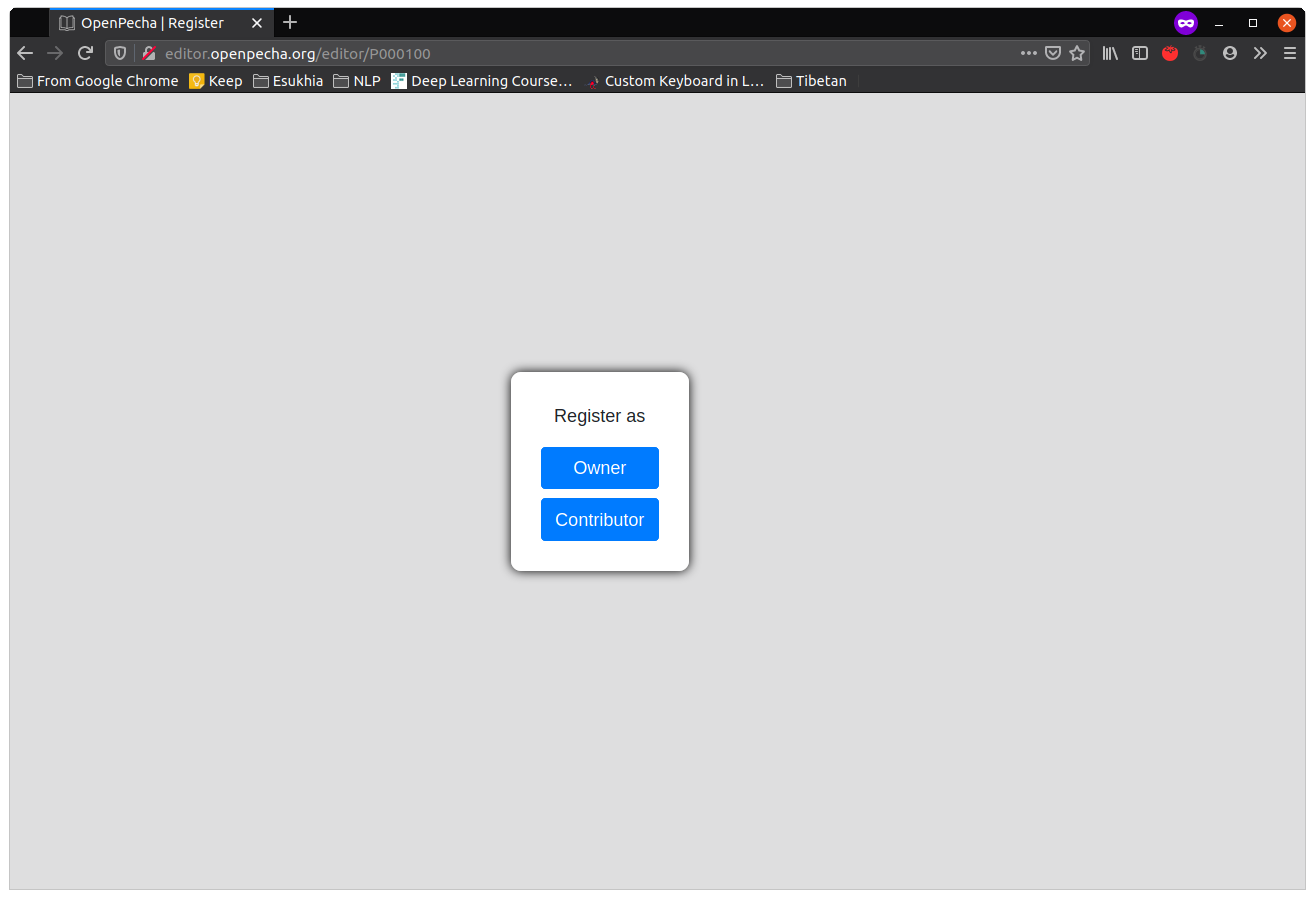 OpenPecha | Register
editor.openpecha.org/editor/P000100
From Google Chrome Keep Esukhia NLP Deep Learning Course… Custom Keyboard in L… Tibetan
Register as
Owner
Contributor